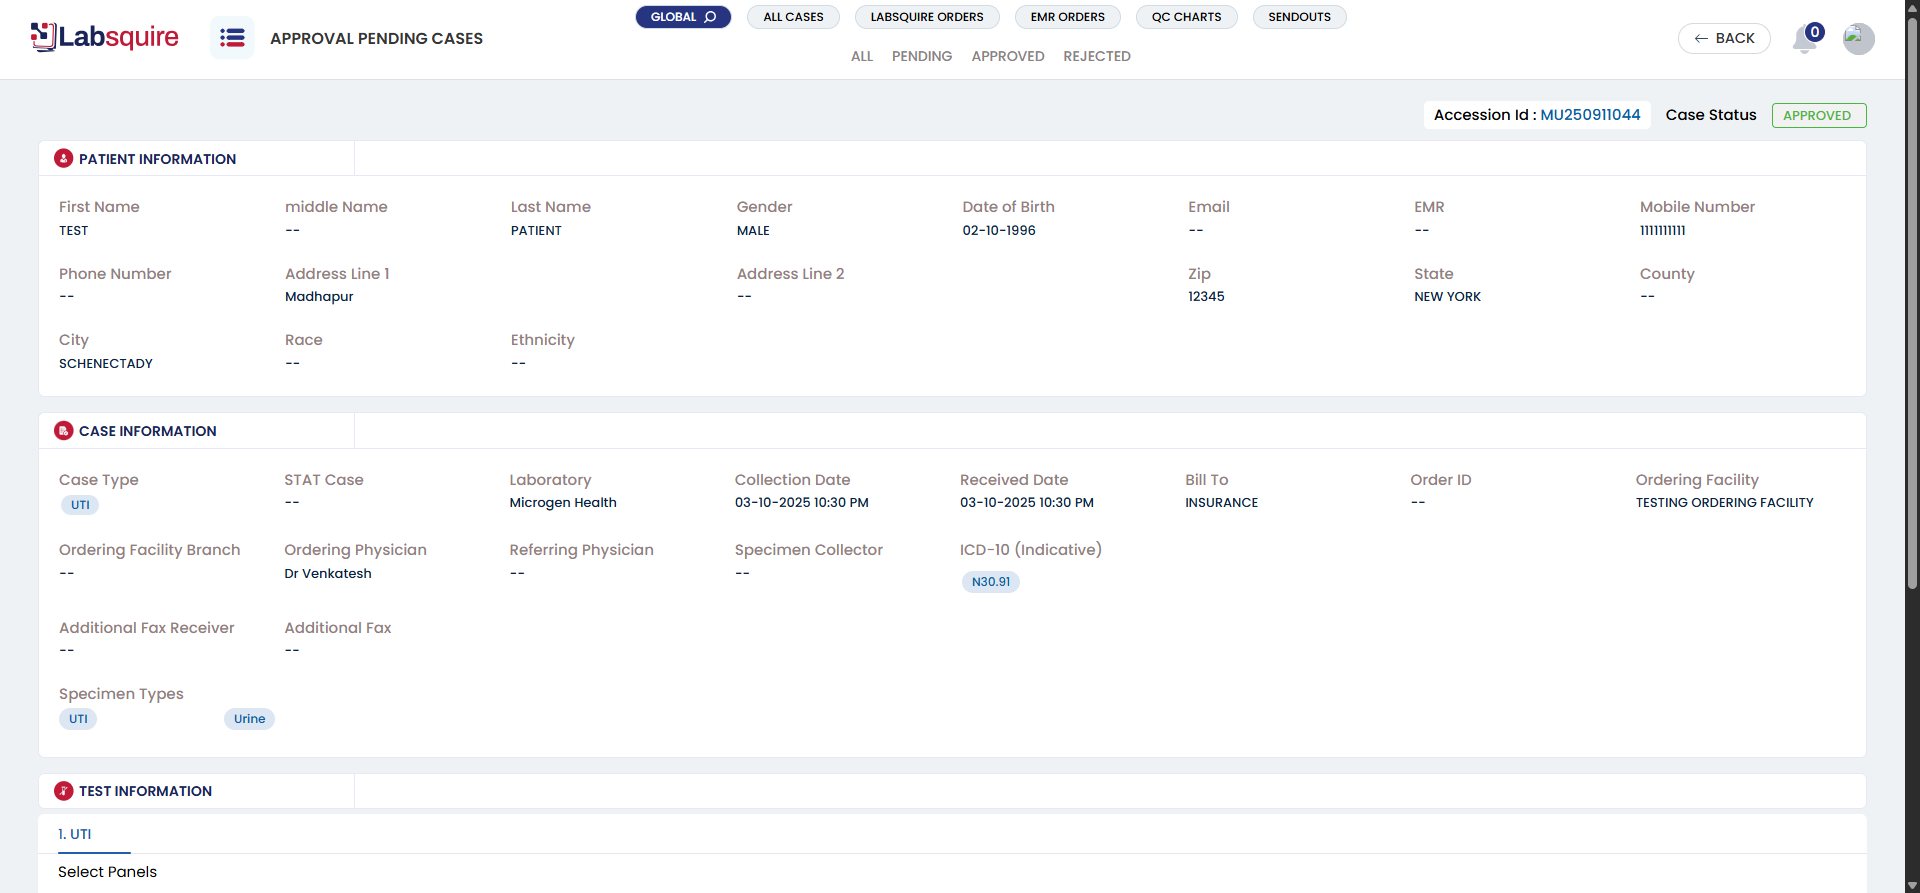 GLOBAL
ALL CASES
LABSQUIRE ORDERS
EMR ORDERS
QC CHARTS
SENDOUTS
Labsquire
APPROVAL PENDING CASES
BACK
0
ALL
PENDING
APPROVED
REJECTED
Accession Id : MU250911044
Case Status
APPROVED
PATIENT INFORMATION
First Name
middle Name
Last Name
Gender
Date of Birth
Email
EMR
Mobile Number
TEST
--
PATIENT
MALE
02-10-1996
--
--
1111111111
Phone Number
Address Line 1
Address Line 2
Zip
State
County
--
Madhapur
--
12345
NEW YORK
--
City
Race
Ethnicity
SCHENECTADY
--
--
CASE INFORMATION
Case Type
STAT Case
Laboratory
Collection Date
Received Date
Bill To
Order ID
Ordering Facility
UTI
--
Microgen Health
03-10-2025 10:30 PM
03-10-2025 10:30 PM
INSURANCE
--
TESTING ORDERING FACILITY
Ordering Facility Branch
Ordering Physician
Referring Physician
Specimen Collector
ICD-10 (Indicative)
--
Dr Venkatesh
--
--
N30.91
Additional Fax Receiver
Additional Fax
--
--
Specimen Types
UTI
Urine
TEST INFORMATION
1. UTI
Select Panels